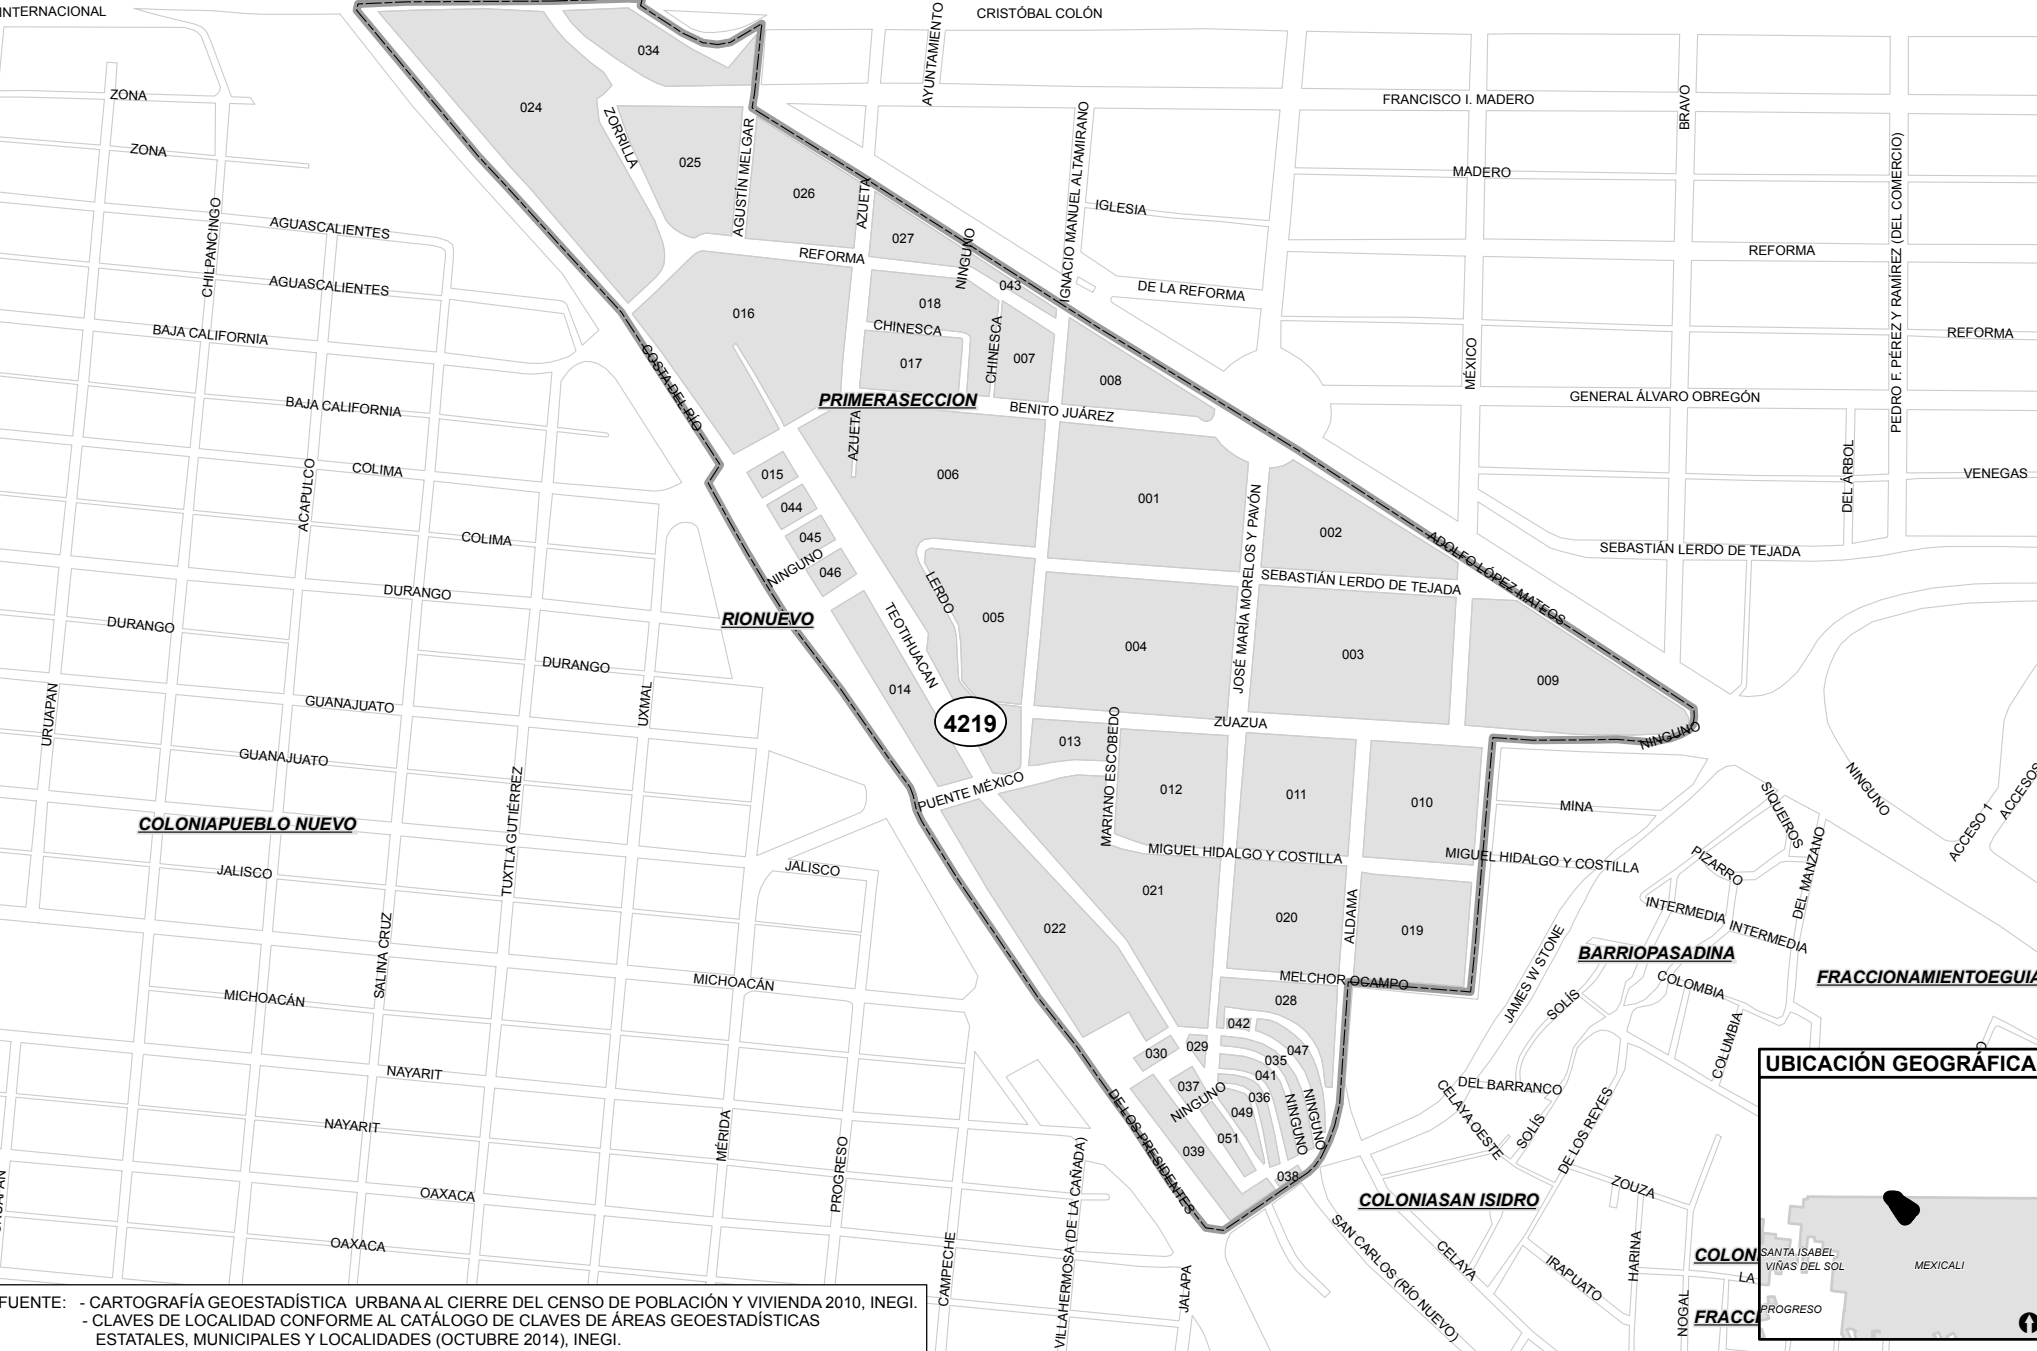 INTERNACIONAL
CRISTÓBAL COLÓN
AYUNTAMIENTO
034
ZONA
024
ZORRILLA
FRANCISCO I. MADERO
BRAVO
ZONA
025
AGUSTÍN MELGAR
IGNACIO MANUEL ALTAMIRANO
MADERO
PEDRO F. PÉREZ Y RAMÍREZ (DEL COMERCIO)
026
AZUETA
IGLESIA
CHILPANCINGO
AGUASCALIENTES
027
NINGUNO
REFORMA
REFORMA
AGUASCALIENTES
043
DE LA REFORMA
018
016
CHINESCA
CHINESCA
BAJA CALIFORNIA
REFORMA
COSTA DEL RÍO
017
007
008
MÉXICO
BAJA CALIFORNIA
PRIMERASECCION
BENITO JUÁREZ
GENERAL ÁLVARO OBREGÓN
AZUETA
DEL ÁRBOL
ACAPULCO
COLIMA
015
006
VENEGAS
001
044
JOSÉ MARÍA MORELOS Y PAVÓN
002
COLIMA
045
ADOLFO LÓPEZ MATEOS
SEBASTIÁN LERDO DE TEJADA
NINGUNO
046
SEBASTIÁN LERDO DE TEJADA
DURANGO
LERDO
RIONUEVO
005
DURANGO
TEOTIHUACAN
004
003
DURANGO
009
014
UXMAL
URUAPAN
GUANAJUATO
4219
ZUAZUA
013
MARIANO ESCOBEDO
NINGUNO
GUANAJUATO
PUENTE MÉXICO
012
011
010
MINA
SIQUEIROS
NINGUNO
ACCESO 1
ACCESOS
COLONIAPUEBLO NUEVO
TUXTLA GUTIÉRREZ
MIGUEL HIDALGO Y COSTILLA
MIGUEL HIDALGO Y COSTILLA
PIZARRO
DEL MANZANO
JALISCO
JALISCO
021
INTERMEDIA
INTERMEDIA
022
020
ALDAMA
019
SALINA CRUZ
JAMES W STONE
BARRIOPASADINA
FRACCIONAMIENTOEGUIA
MICHOACÁN
MELCHOR OCAMPO
COLOMBIA
MICHOACÁN
028
SOLÍS
042
COLUMBIA
029
047
030
035
NAYARIT
041
037
NINGUNO
036
DEL BARRANCO
CELAYA OESTE
049
NINGUNO
NINGUNO
NAYARIT
MÉRIDA
DE LOS PRESIDENTES
051
SOLÍS
DE LOS REYES
039
PROGRESO
038
OAXACA
ZOUZA
COLONIASAN ISIDRO
SAN CARLOS (RÍO NUEVO)
OAXACA
CAMPECHE
VILLAHERMOSA (DE LA CAÑADA)
JALAPA
CELAYA
IRAPUATO
HARINA
COLON
LA
NOGAL
FRACCI
UBICACIÓN GEOGRÁFICA
SANTA ISABEL
VIÑAS DEL SOL
MEXICALI
PROGRESO
FUENTE: - CARTOGRAFÍA GEOESTADÍSTICA URBANA AL CIERRE DEL CENSO DE POBLACIÓN Y VIVIENDA 2010, INEGI.
- CLAVES DE LOCALIDAD CONFORME AL CATÁLOGO DE CLAVES DE ÁREAS GEOESTADÍSTICAS
ESTATALES, MUNICIPALES Y LOCALIDADES (OCTUBRE 2014), INEGI.